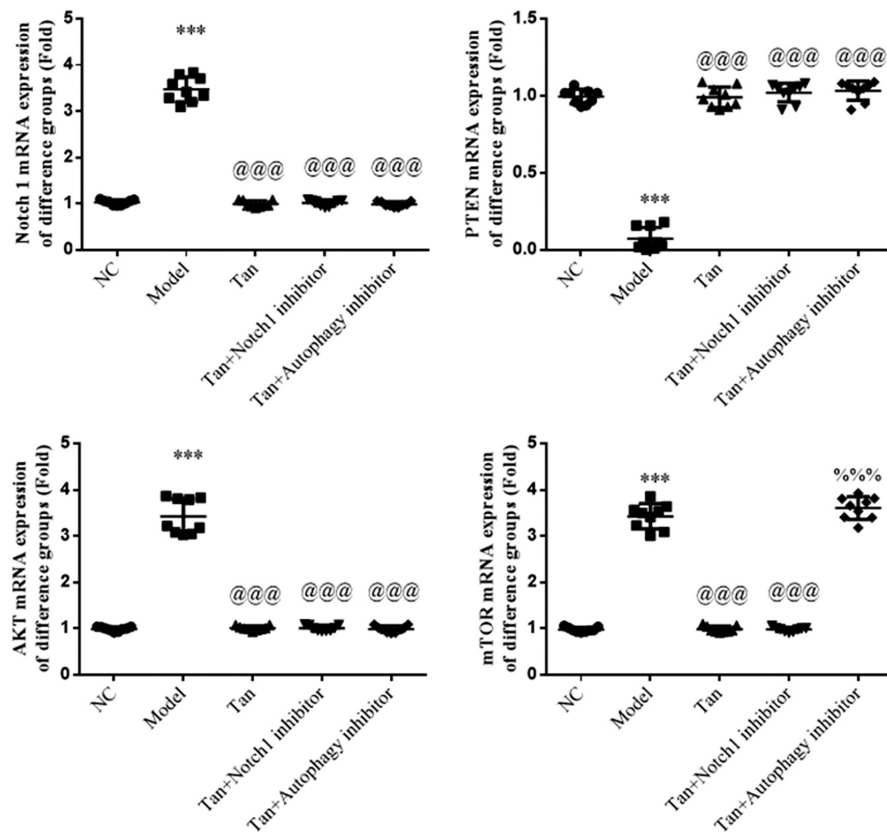 Notch 1 mRNA expression
of difference groups (Fold)
5
4
3
2
1
0
***
@@@
@@@
@@@
NC
Model
Tan
Tan+Notch1 inhibitor
Tan+Autophagy inhibitor
PTEN mRNA expression
of difference groups (Fold)
1.5
1.0
0.5
0.0
***
@@@
@@@
@@@
NC
Model
Tan
Tan+Notch1 inhibitor
Tan+Autophagy inhibitor
AKT mRNA expression
of difference groups (Fold)
5
4
3
2
1
0
***
@@@
@@@
@@@
NC
Model
Tan
Tan+Notch1 inhibitor
Tan+Autophagy inhibitor
mTOR mRNA expression
of difference groups (Fold)
5
4
3
2
1
0
***
@@@
@@@
%%%
NC
Model
Tan
Tan+Notch1 inhibitor
Tan+Autophagy inhibitor